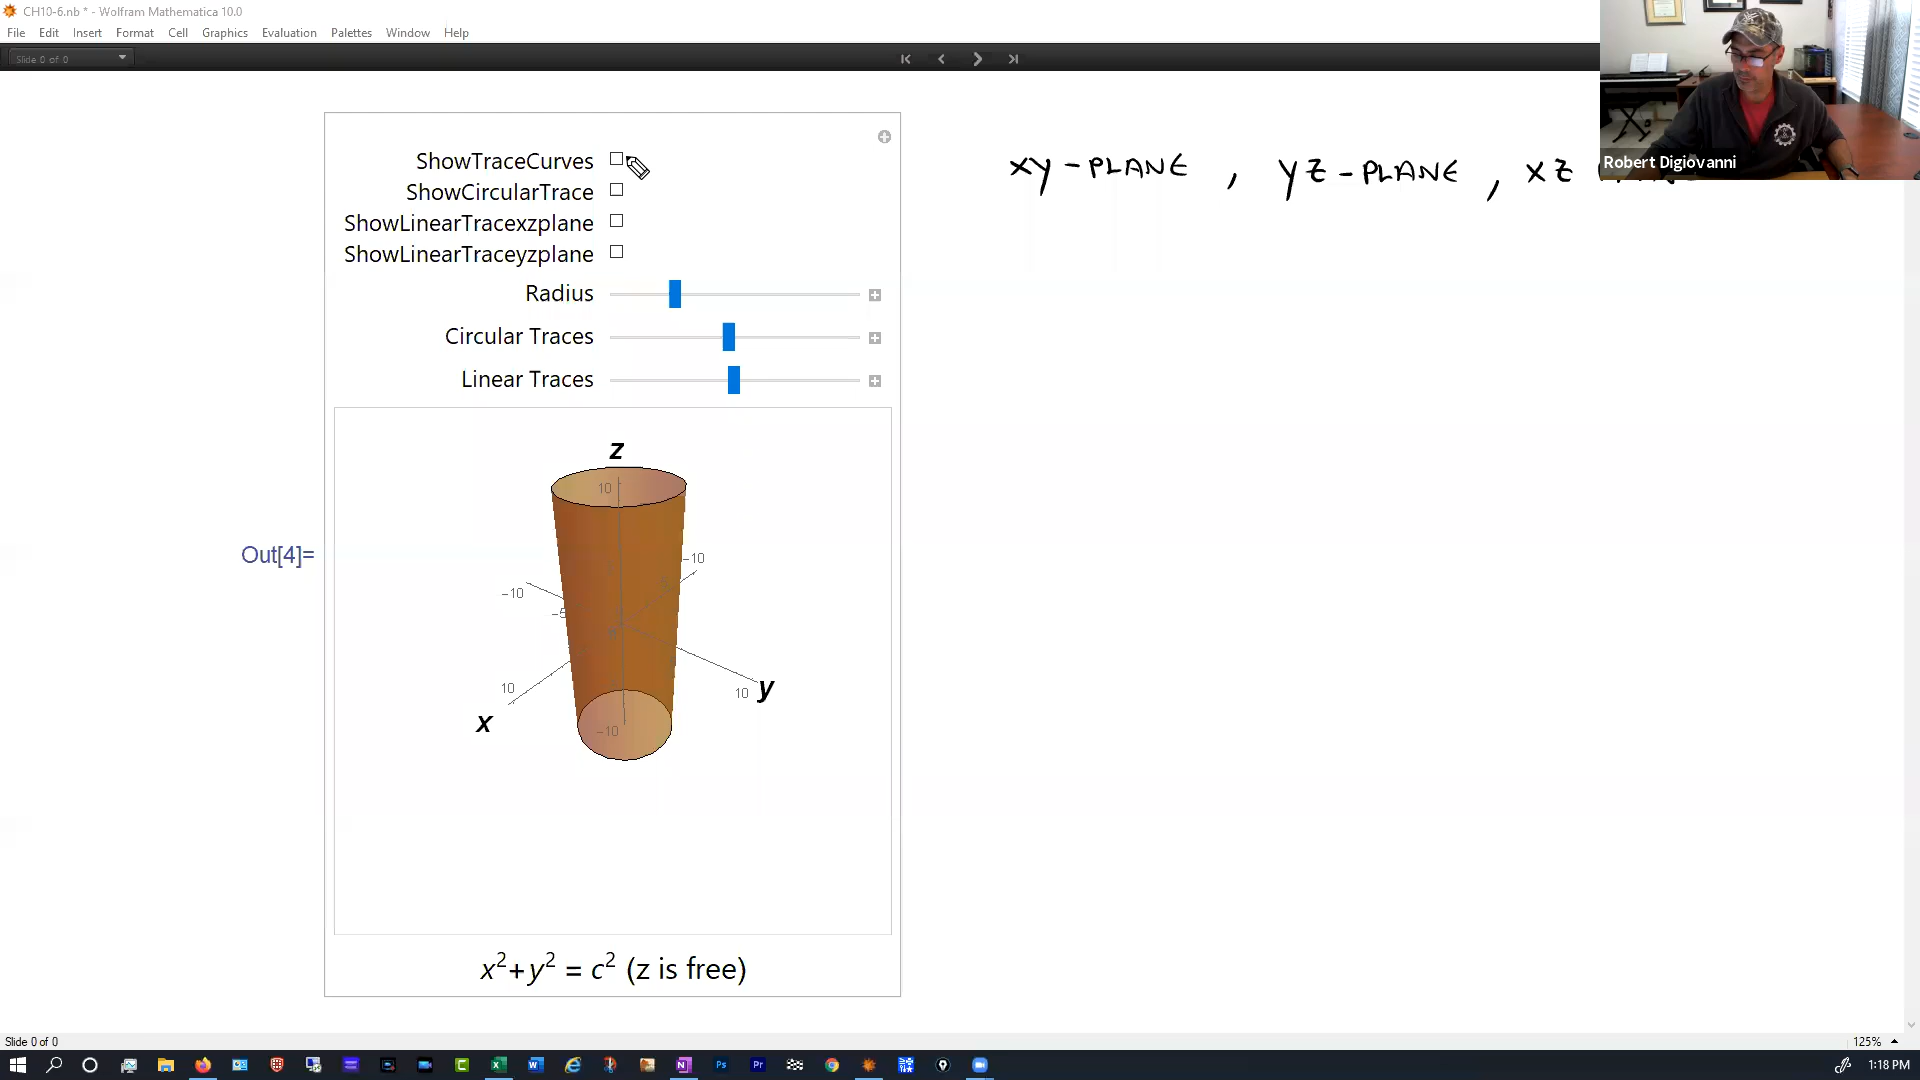 CH10-6.nb * - Wolfram Mathematica 10.0
File Edit Insert Format Cell Graphics Evaluation Palettes Window Help
Slide 0 of 0
Robert Digiovanni
xy-PLANE , yz-PLANE , xz
ShowTraceCurves
ShowCircularTrace
ShowLinearTracexzplane
ShowLinearTraceyzplane
Radius
Circular Traces
Linear Traces
z
10
-10
-10
-5
10
10 y
x
-10
Out[4]=
x²+y² = c² (z is free)
Slide 0 of 0
125%
1:18 PM